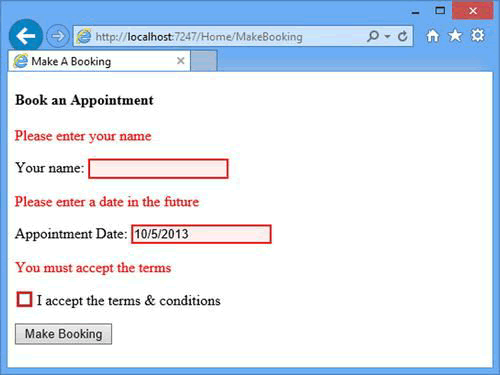 http://localhost:7247/Home/MakeBooking
Make A Booking
Book an Appointment
Please enter your name
Your name:
Please enter a date in the future
Appointment Date: 10/5/2013
You must accept the terms
I accept the terms & conditions
Make Booking